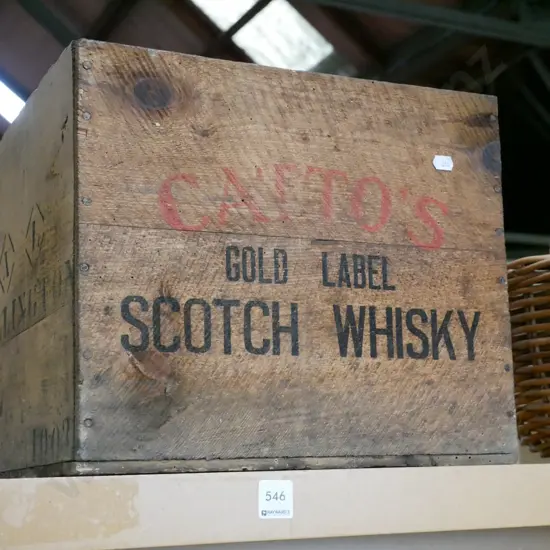 CATTO'S
GOLD LABEL
SCOTCH WHISKY
546